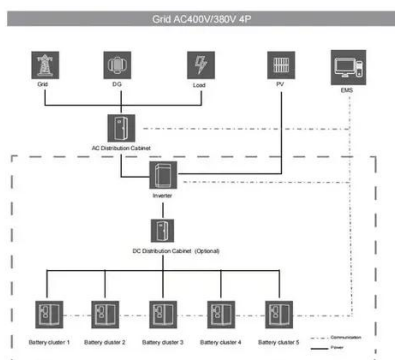 Grid AC400V/380V 4P
Grid
DG
Load
PV
EMS
AC Distribution Cabinet
Inverter
DC Distribution Cabinet (Optional)
Battery cluster 1
Battery cluster 2
Battery cluster 3
Battery cluster 4
Battery cluster 5
Communication
Power